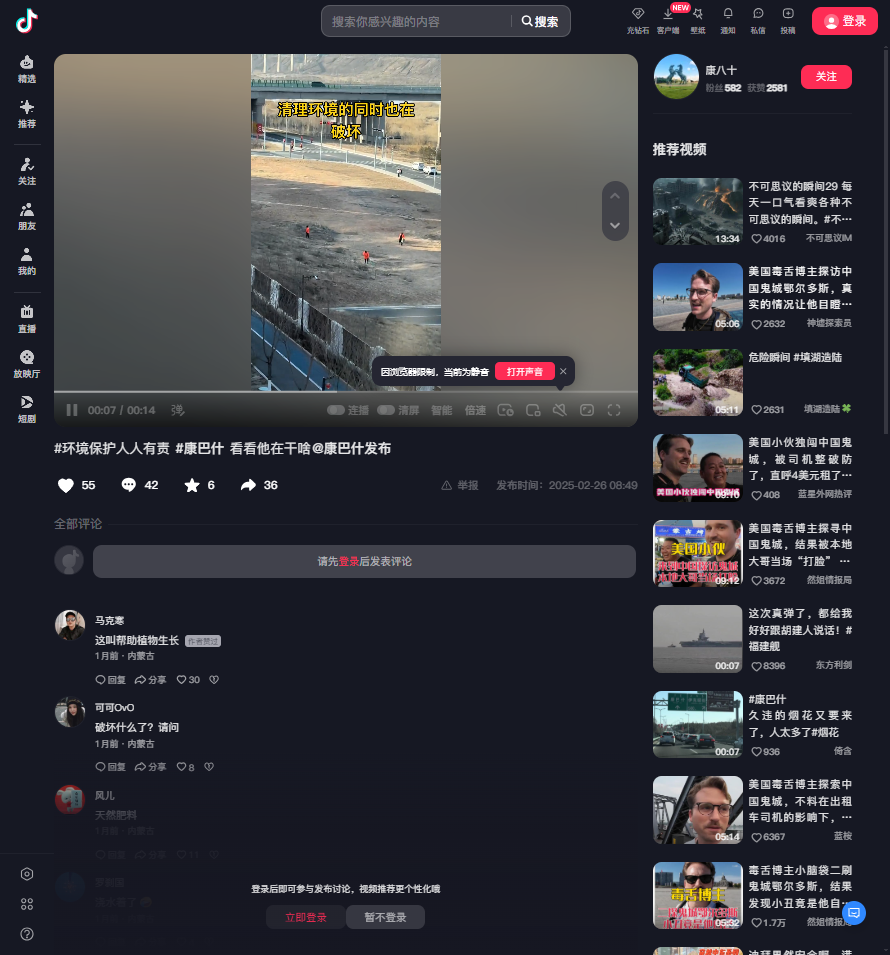 搜索你感兴趣的内容
搜索
充钻石
客户端
NEW
壁纸
通知
私信
投稿
登录
精选
推荐
关注
朋友
我的
直播
放映厅
短剧
清理环境的同时也在
破坏
因浏览器限制，当前为静音
打开声音
00:07 / 00:14
弹
连播
清屏
智能
倍速
#环境保护人人有责 #康巴什 看看他在干啥@康巴什发布
55
42
6
36
举报
发布时间：2025-02-26 08:49
全部评论
请先登录后发表评论
马克寒
这叫帮助植物生长 作者赞过
1月前 · 内蒙古
回复
分享
30
可可OvO
破坏什么了？请问
1月前 · 内蒙古
回复
分享
8
风儿
天然肥料
1月前 · 内蒙古
回复
分享
登录后即可参与发布讨论，视频推荐更个性化哦
立即登录
暂不登录
康八十
粉丝582 获赞2581
关注
推荐视频
13:34
不可思议的瞬间29 每
天一口气看爽各种不
可思议的瞬间。#不…
4016
不可思议IM
05:06
美国毒舌博主探访中
国鬼城鄂尔多斯，真
实的情况让他目瞪…
2632
神墟探索员
05:11
危险瞬间 #填湖造陆
2631
填湖造陆
美国小伙独闯中国鬼城
09:10
美国小伙独闯中国鬼
城，被司机整破防
了，直呼4美元租了…
408
蓝星外网热评
美国小伙
来到中国探访鬼城
本地大哥当场打脸
09:12
美国毒舌博主探寻中
国鬼城，结果被本地
大哥当场“打脸” …
3672
然姐情报局
00:07
这次真弹了，都给我
好好跟胡建人说话！#
福建舰
8396
东方利剑
00:07
#康巴什
久违的烟花又要来
了，人太多了#烟花
936
倚含
05:14
美国毒舌博主探索中
国鬼城，不料在出租
车司机的影响下，…
6367
蓝梭
毒舌博主
05:32
毒舌博主小脑袋二刷
鬼城鄂尔多斯，结果
发现小丑竟是他自…
1.7万
然姐情报局